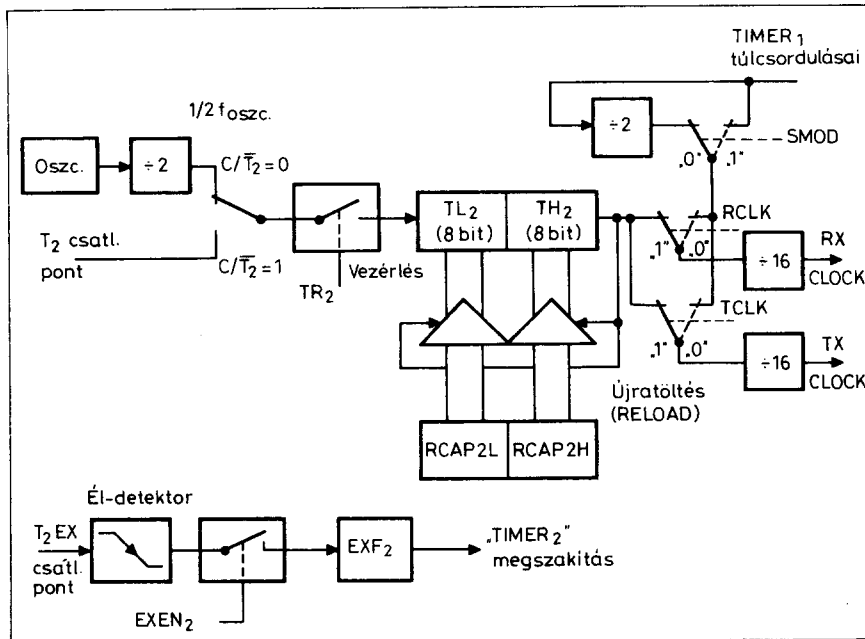 TIMER₁
túlcsordulásai
÷2
SMOD
„0"
„1"
1/2 foszc.
Oszc.
÷2
C/T̅₂=0
T₂ csatl.
pont
C/T̅₂=1
Vezérlés
TR₂
TL₂
(8 bit)
TH₂
(8 bit)
RCLK
„1"
„0"
÷16
RX
CLOCK
TCLK
„1"
„0"
÷16
TX
CLOCK
Újratöltés
(RELOAD)
RCAP2L
RCAP2H
Él-detektor
T₂EX
csatl.
pont
EXEN₂
EXF₂
„TIMER₂"
megszakítás